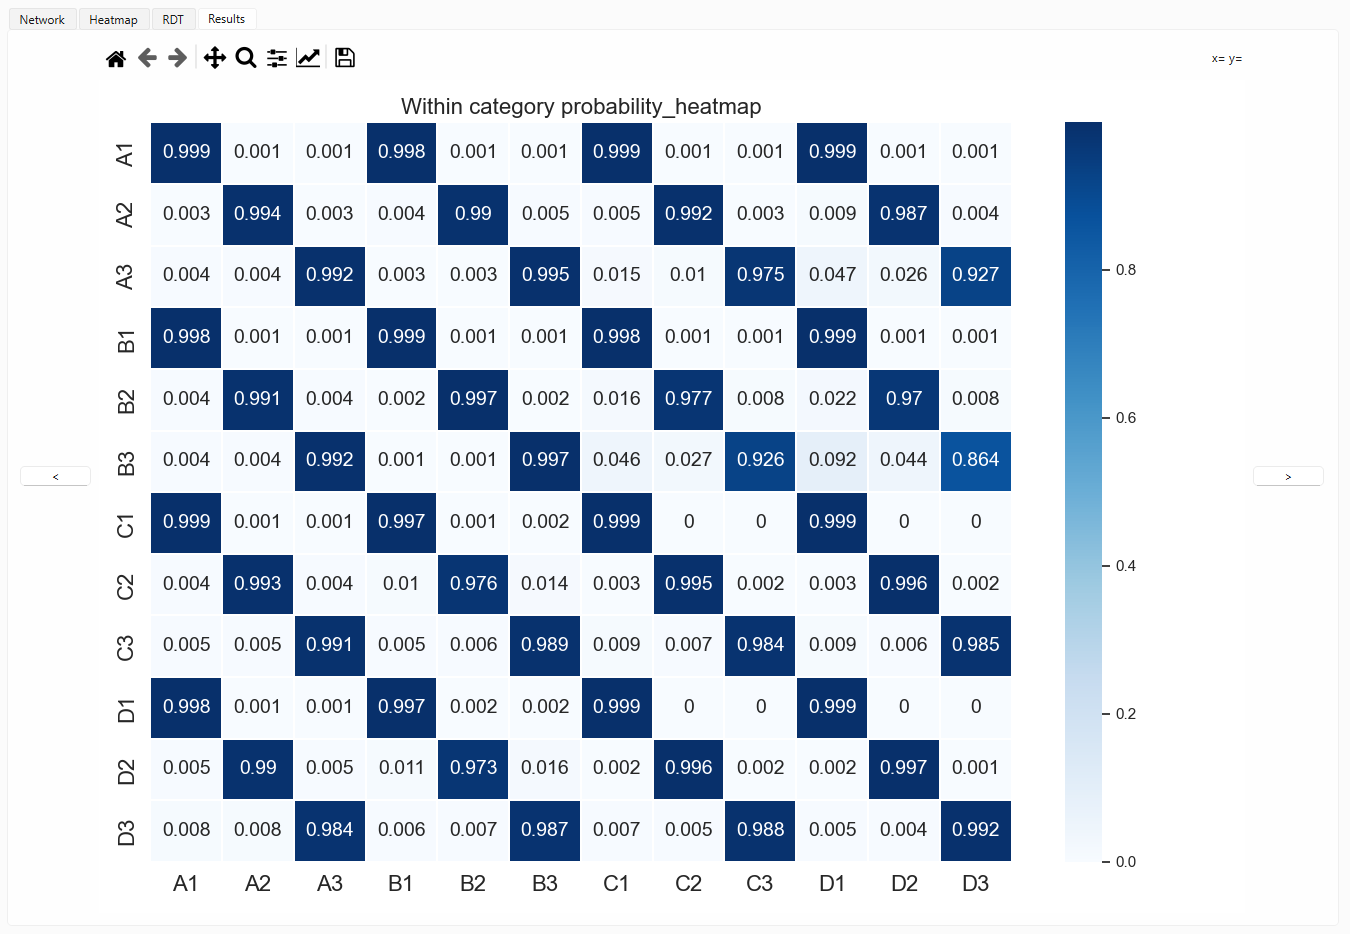 Network Heatmap RDT Results
x= y=
Within category probability_heatmap
A1 0.999 0.001 0.001 0.998 0.001 0.001 0.999 0.001 0.001 0.999 0.001 0.001
A2 0.003 0.994 0.003 0.004 0.99 0.005 0.005 0.992 0.003 0.009 0.987 0.004
A3 0.004 0.004 0.992 0.003 0.003 0.995 0.015 0.01 0.975 0.047 0.026 0.927
0.8
B1 0.998 0.001 0.001 0.999 0.001 0.001 0.998 0.001 0.001 0.999 0.001 0.001
B2 0.004 0.991 0.004 0.002 0.997 0.002 0.016 0.977 0.008 0.022 0.97 0.008
0.6
B3 0.004 0.004 0.992 0.001 0.001 0.997 0.046 0.027 0.926 0.092 0.044 0.864
< >
C1 0.999 0.001 0.001 0.997 0.001 0.002 0.999 0 0 0.999 0 0
0.4
C2 0.004 0.993 0.004 0.01 0.976 0.014 0.003 0.995 0.002 0.003 0.996 0.002
C3 0.005 0.005 0.991 0.005 0.006 0.989 0.009 0.007 0.984 0.009 0.006 0.985
D1 0.998 0.001 0.001 0.997 0.002 0.002 0.999 0 0 0.999 0 0
0.2
D2 0.005 0.99 0.005 0.011 0.973 0.016 0.002 0.996 0.002 0.002 0.997 0.001
D3 0.008 0.008 0.984 0.006 0.007 0.987 0.007 0.005 0.988 0.005 0.004 0.992
0.0
A1 A2 A3 B1 B2 B3 C1 C2 C3 D1 D2 D3